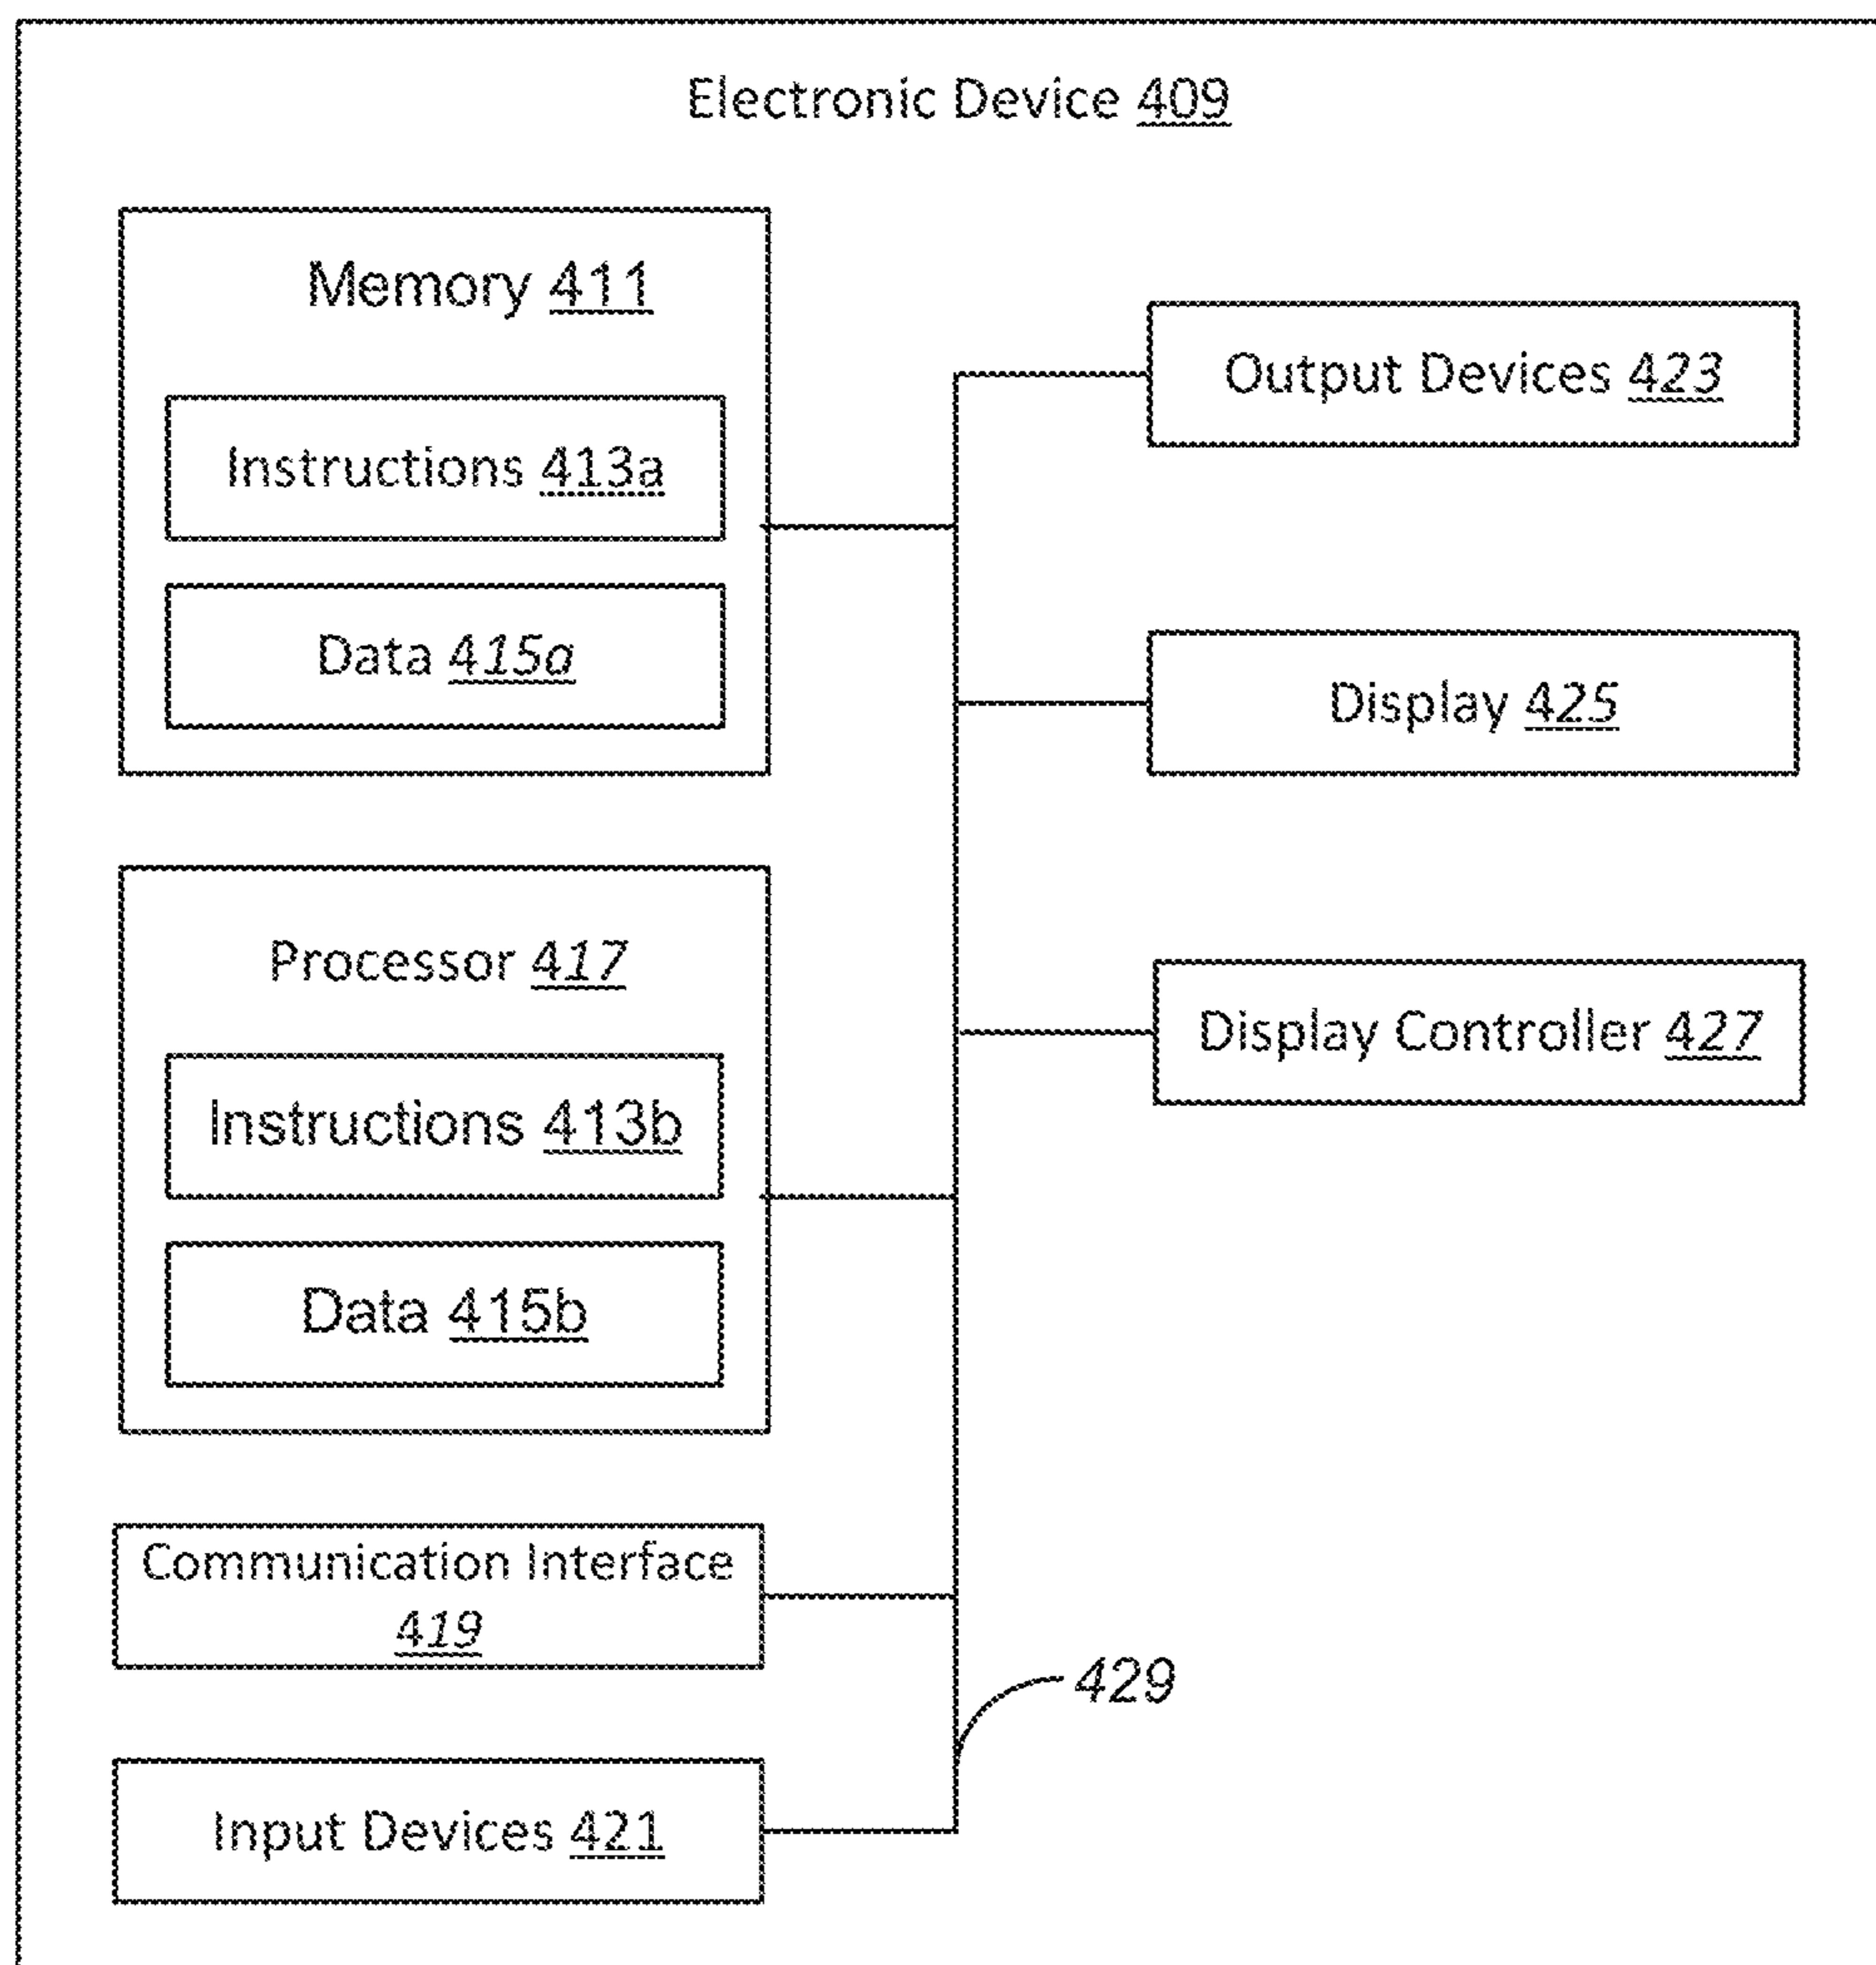 Electronic Device 409
Memory 411
Instructions 413a
Data 415a
Processor 417
Instructions 413b
Data 415b
Communication Interface
419
Input Devices 421
Output Devices 423
Display 425
Display Controller 427
429